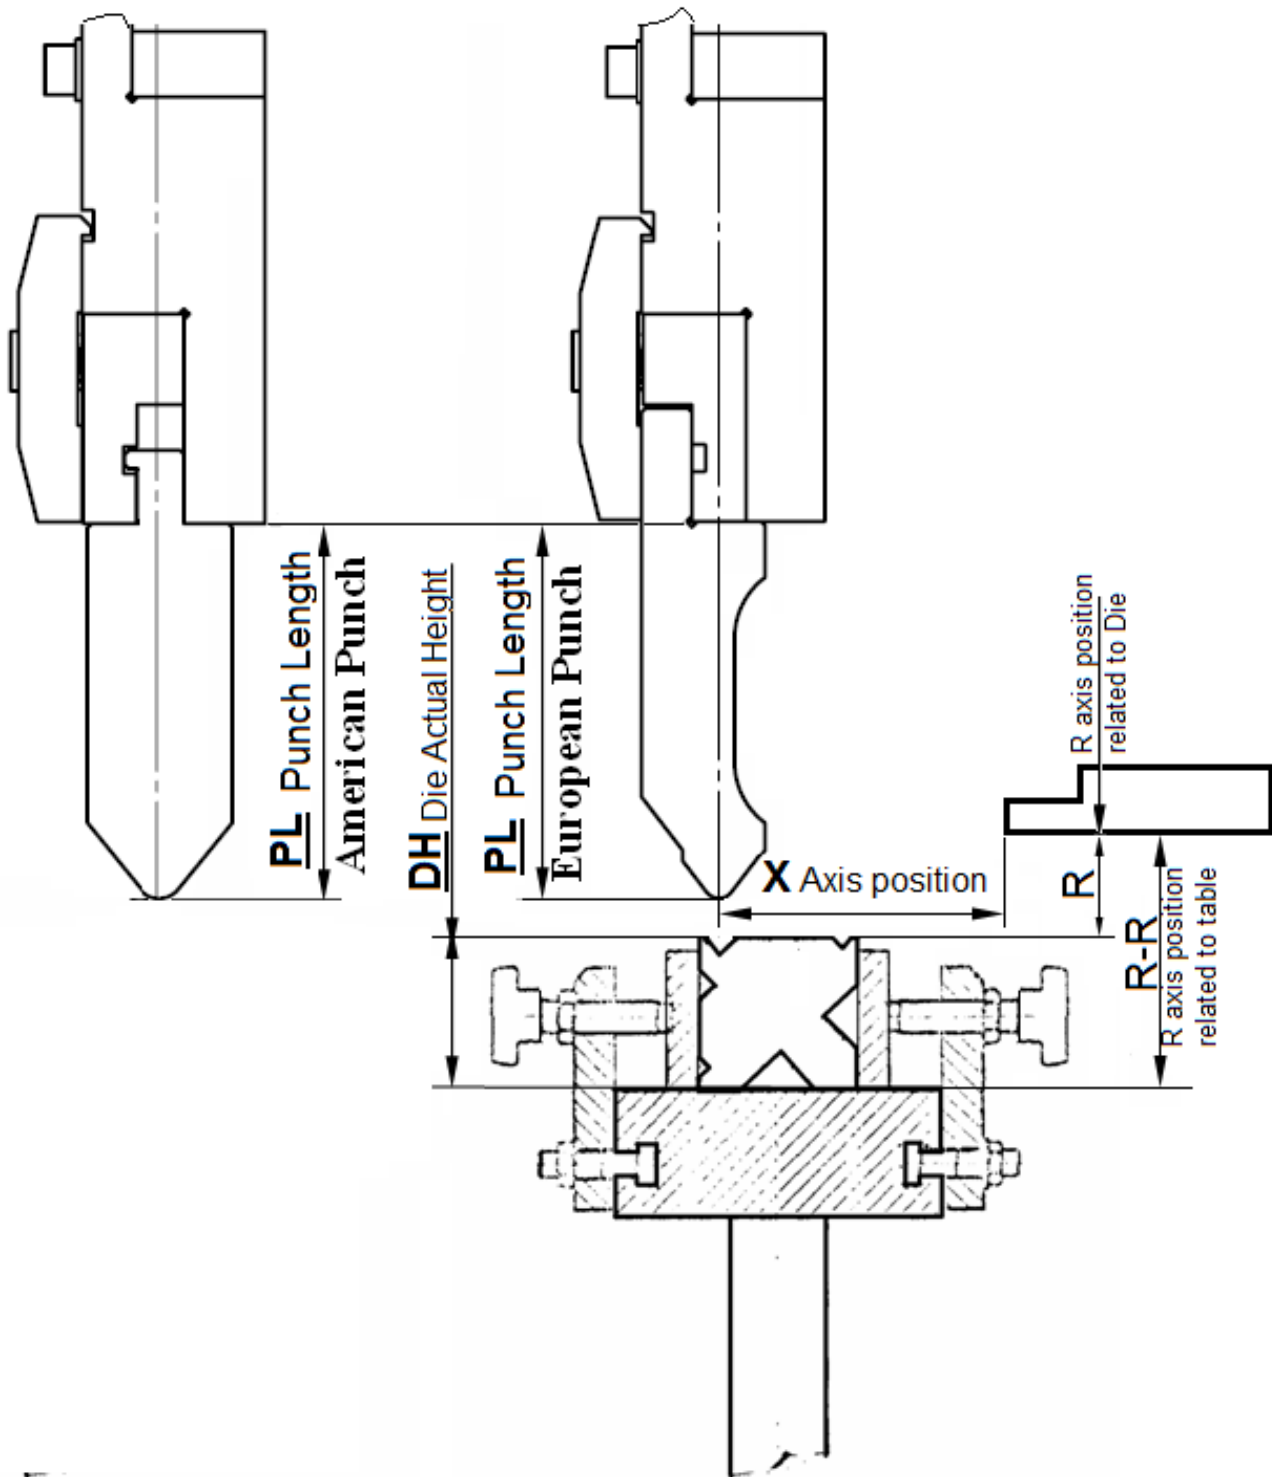 PL Punch Length
American Punch
DH Die Actual Height
PL Punch Length
European Punch
X Axis position
R axis position
related to Die
R
R-R
R axis position
related to table